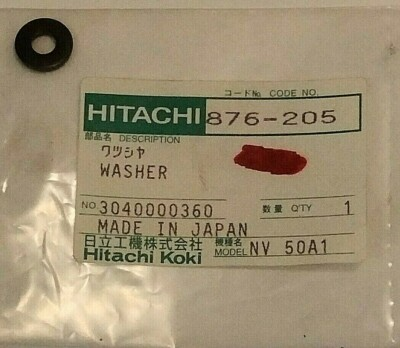 コードNo. CODE NO.
HITACHI 876-205
部品名 DESCRIPTION
ワツシヤ
WASHER
NO. 3040000360 数量 Q'TY 1
MADE IN JAPAN
日立工機株式会社 機種名
Hitachi Koki MODEL NV 50A1